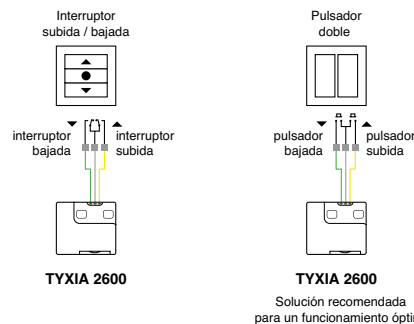 Interruptor
subida / bajada
interruptor
bajada
interruptor
subida
TYXIA 2600
Pulsador
doble
pulsador
bajada
pulsador
subida
TYXIA 2600
Solución recomendada
para un funcionamiento ópti